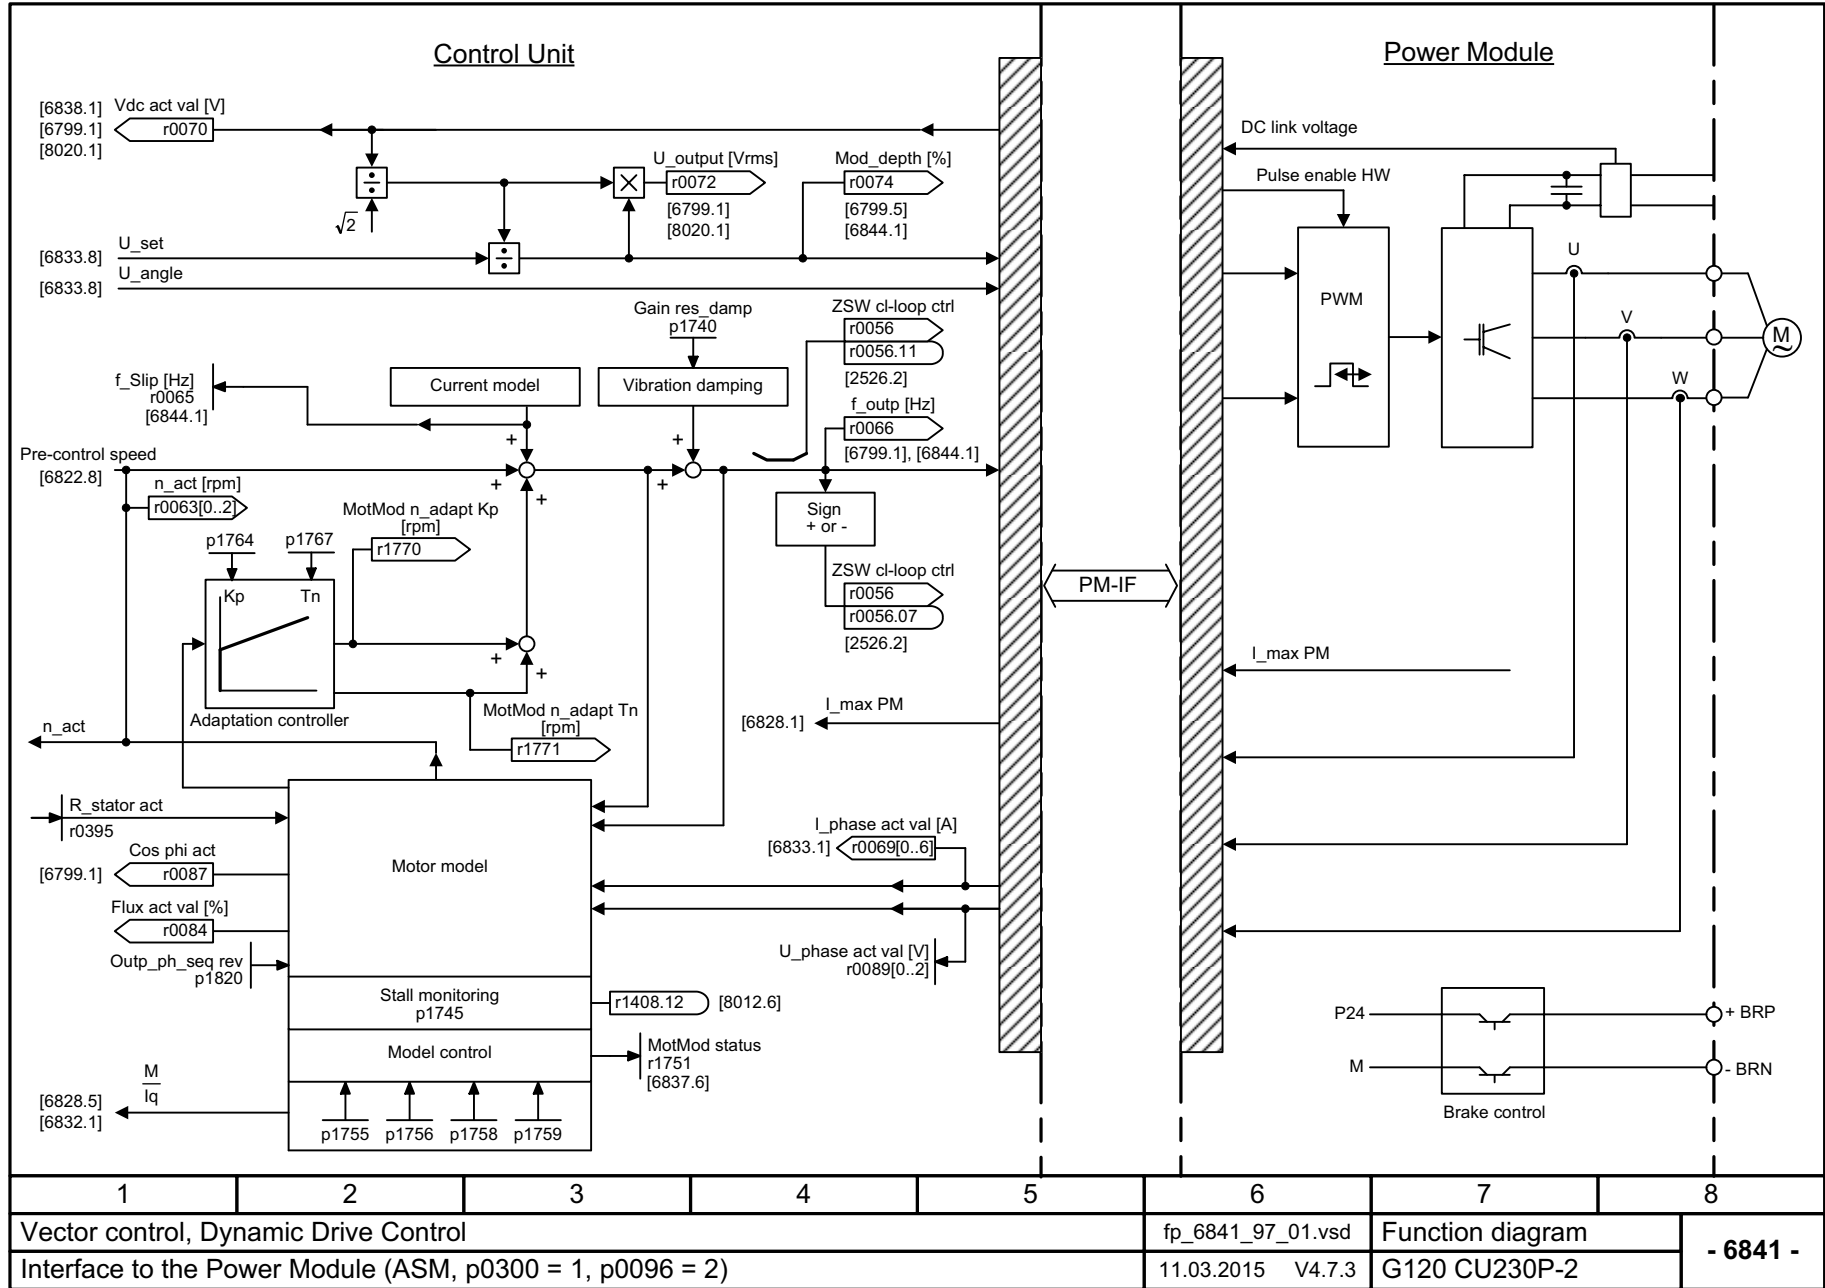 Control Unit
Power Module
[6838.1]
[6799.1]
[8020.1]
Vdc act val [V]
r0070
÷
√2
U_output [Vrms]
×
r0072
[6799.1]
[8020.1]
Mod_depth [%]
r0074
[6799.5]
[6844.1]
U_set
[6833.8]
÷
U_angle
[6833.8]
Gain res_damp
p1740
ZSW cl-loop ctrl
r0056
r0056.11
[2526.2]
f_Slip [Hz]
r0065
[6844.1]
Current model
Vibration damping
f_outp [Hz]
r0066
[6799.1], [6844.1]
Pre-control speed
[6822.8]
+
+
+
+
+
n_act [rpm]
r0063[0..2]
MotMod n_adapt Kp
[rpm]
r1770
Sign
+ or -
p1764
p1767
Kp
Tn
ZSW cl-loop ctrl
r0056
r0056.07
[2526.2]
+
+
Adaptation controller
MotMod n_adapt Tn
[rpm]
r1771
n_act
I_max PM
[6828.1]
R_stator act
r0395
Cos phi act
[6799.1]
r0087
Flux act val [%]
r0084
Outp_ph_seq rev
p1820
Motor model
I_phase act val [A]
[6833.1]
r0069[0..6]
U_phase act val [V]
r0089[0..2]
Stall monitoring
p1745
r1408.12
[8012.6]
Model control
MotMod status
r1751
[6837.6]
M
Iq
[6828.5]
[6832.1]
p1755
p1756
p1758
p1759
PM-IF
DC link voltage
Pulse enable HW
PWM
U
V
W
M
~
I_max PM
P24
+ BRP
M
- BRN
Brake control
1
2
3
4
5
6
7
8
Vector control, Dynamic Drive Control
fp_6841_97_01.vsd
Function diagram
- 6841 -
Interface to the Power Module (ASM, p0300 = 1, p0096 = 2)
11.03.2015
V4.7.3
G120 CU230P-2